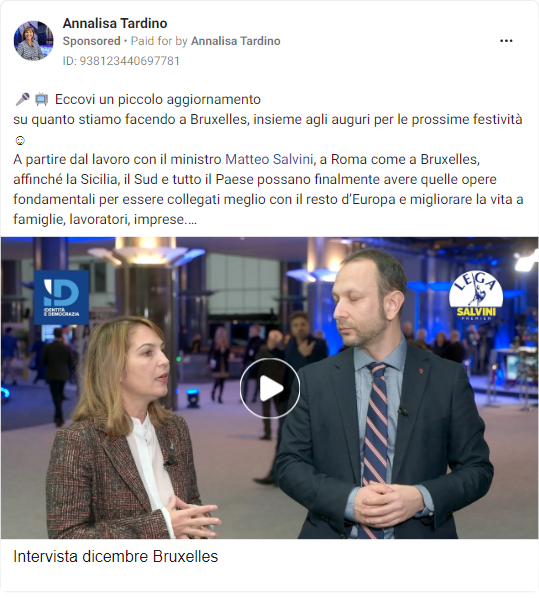 Annalisa Tardino
Sponsored • Paid for by Annalisa Tardino
ID: 938123440697781
🎤 📺 Eccovi un piccolo aggiornamento
su quanto stiamo facendo a Bruxelles, insieme agli auguri per le prossime festività
☺
A partire dal lavoro con il ministro Matteo Salvini, a Roma come a Bruxelles,
affinché la Sicilia, il Sud e tutto il Paese possano finalmente avere quelle opere
fondamentali per essere collegati meglio con il resto d’Europa e migliorare la vita a
famiglie, lavoratori, imprese....
ID
IDENTITÀ
E DEMOCRAZIA
LEGA
SALVINI
PREMIER
Intervista dicembre Bruxelles